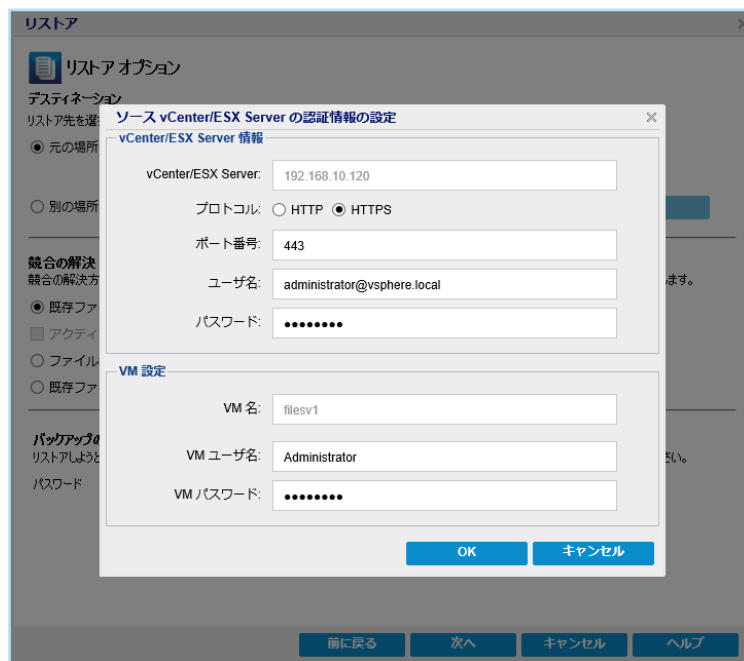 リストア
リストア オプション
デスティネーション
リストア先を選
元の場所
別の場所
競合の解決
競合の解決方
ます。
既存ファ
アクティ
ファイル
既存ファ
バックアップの
リストアしようと
さい。
パスワード
ソース vCenter/ESX Server の認証情報の設定
vCenter/ESX Server 情報
vCenter/ESX Server: 192.168.10.120
プロトコル: HTTP HTTPS
ポート番号: 443
ユーザ名: administrator@vsphere.local
パスワード: ●●●●●●●●
VM 設定
VM 名: filesv1
VM ユーザ名: Administrator
VM パスワード: ●●●●●●●●
OK キャンセル
前に戻る 次へ キャンセル ヘルプ